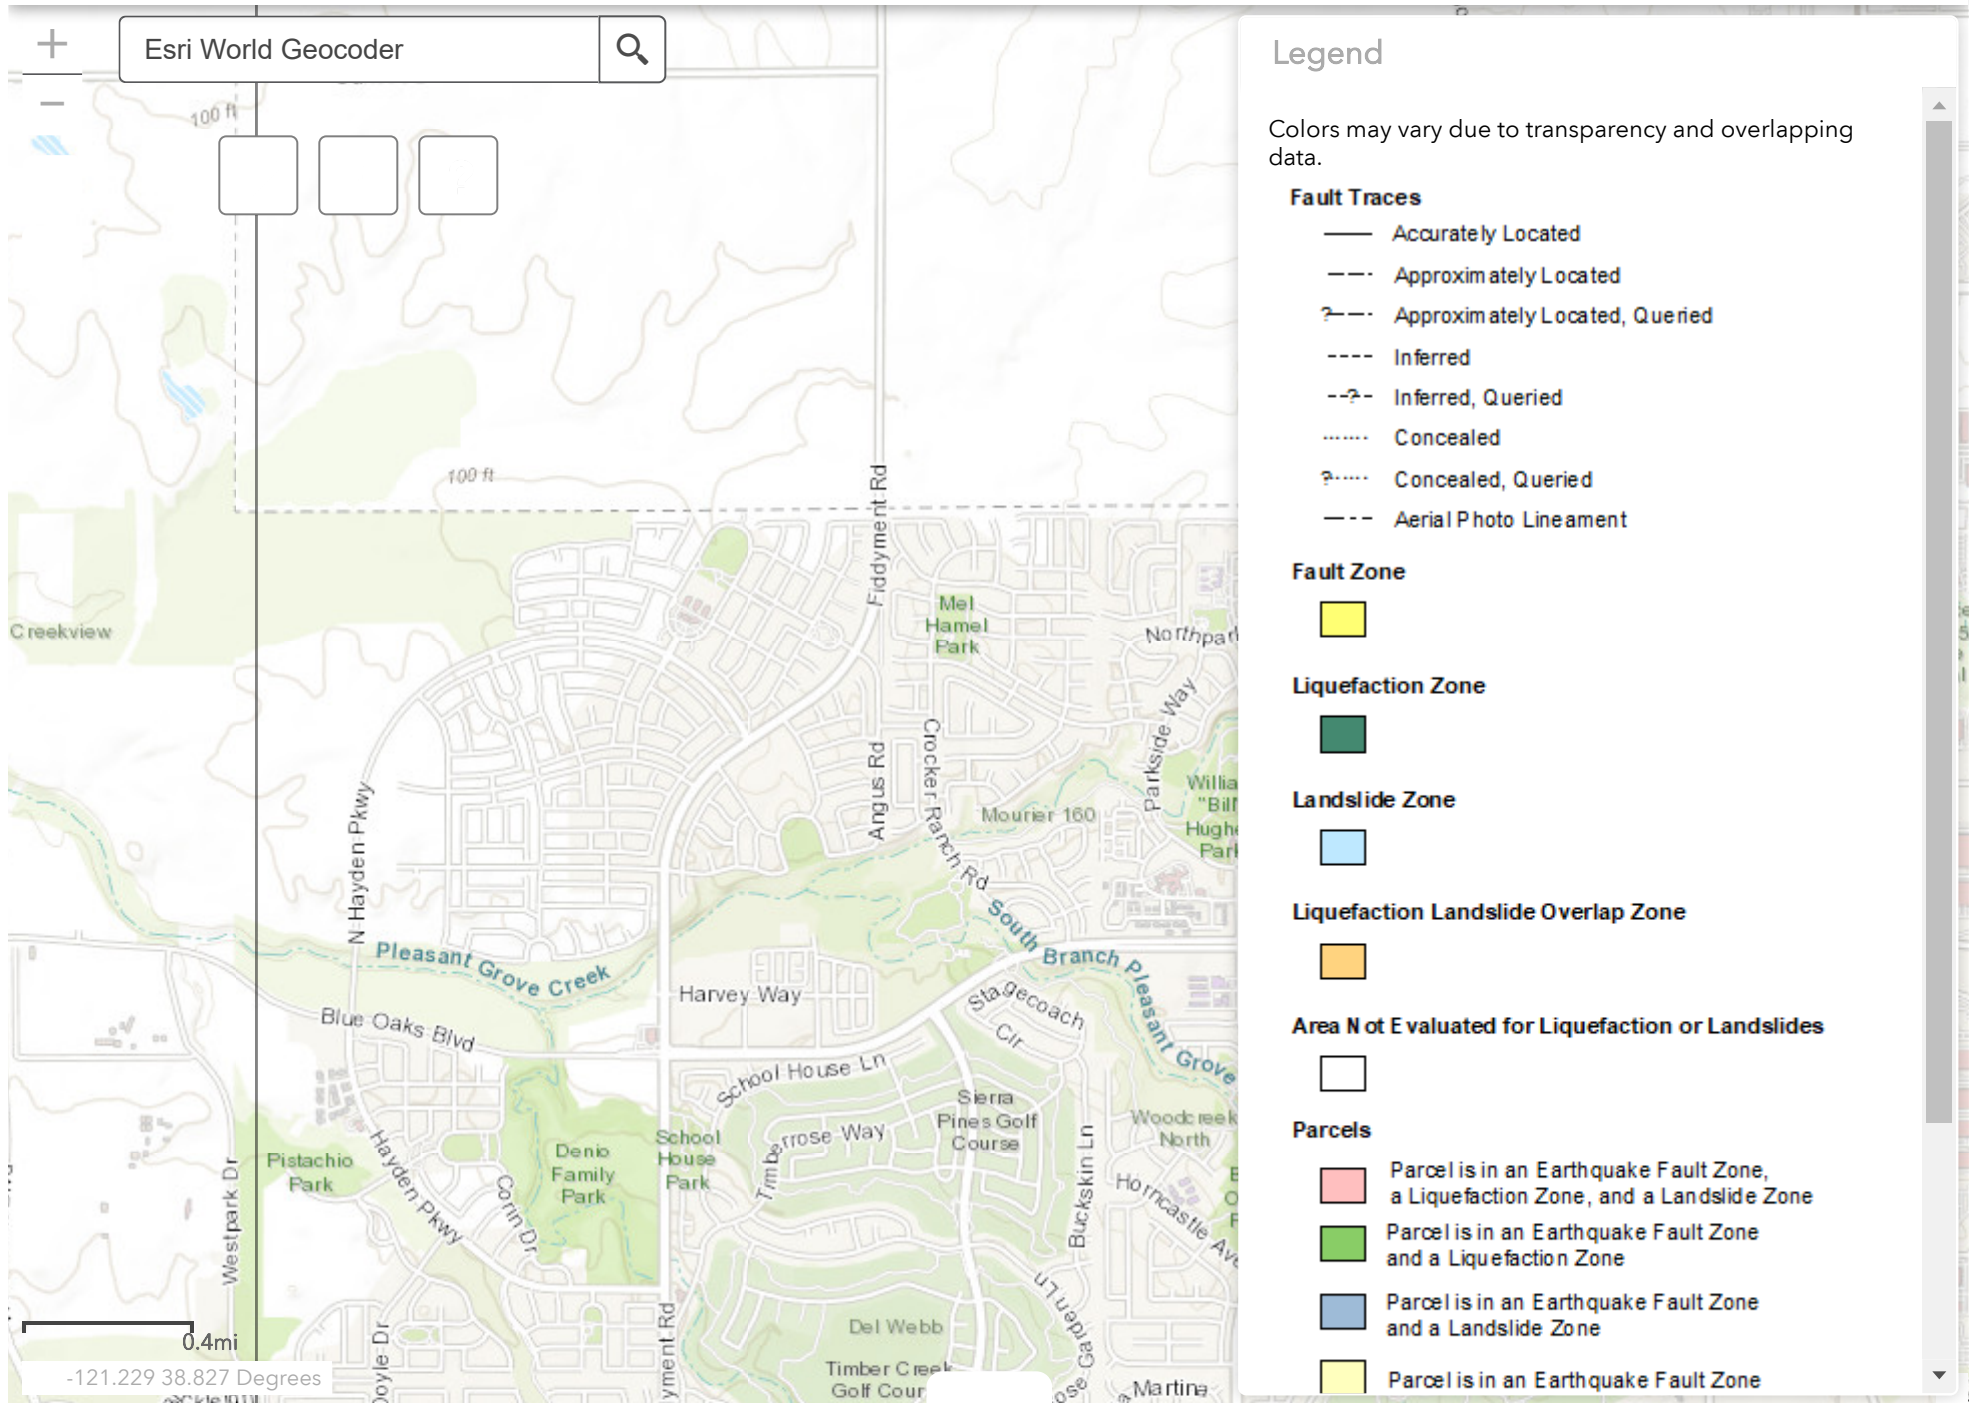 Esri World Geocoder
100 ft
100 ft
Creekview
Fiddyment Rd
Mel
Hamel
Park
Parkside Way
Angus Rd
Crocker Ranch Rd
Mourier 160
N Hayden Pkwy
Pleasant Grove Creek
South Branch Pleasant Grove
Harvey Way
Stagecoach
Cir
Blue Oaks Blvd
School House Ln
Sierra
Pines Golf
Course
Woodcreek
North
Timberrose Way
School
House
Park
Denio
Family
Park
Pistachio
Park
Hayden Pkwy
Corin Dr
Westpark Dr
Buckskin Ln
Horncastle Ave
Del Webb
Timber Creek
Martina
0.4mi
-121.229 38.827 Degrees
Legend
Colors may vary due to transparency and overlapping
data.
Fault Traces
Accurately Located
Approximately Located
Approximately Located, Queried
Inferred
Inferred, Queried
Concealed
Concealed, Queried
Aerial Photo Lineament
Fault Zone
Liquefaction Zone
Landslide Zone
Liquefaction Landslide Overlap Zone
Area Not Evaluated for Liquefaction or Landslides
Parcels
Parcel is in an Earthquake Fault Zone,
a Liquefaction Zone, and a Landslide Zone
Parcel is in an Earthquake Fault Zone
and a Liquefaction Zone
Parcel is in an Earthquake Fault Zone
and a Landslide Zone
Parcel is in an Earthquake Fault Zone